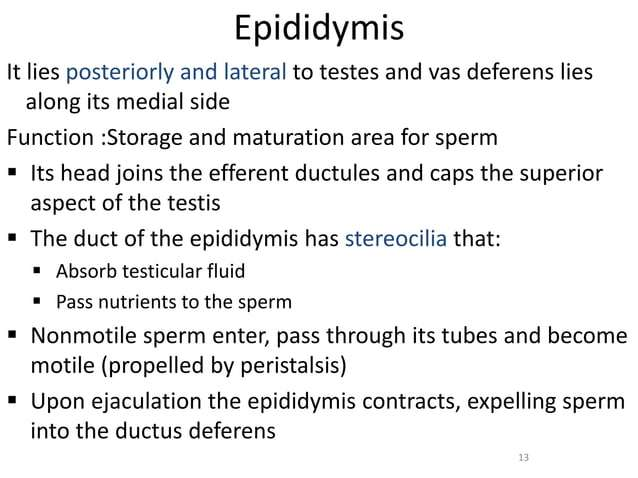 Epididymis
It lies posteriorly and lateral to testes and vas deferens lies
along its medial side
Function :Storage and maturation area for sperm
▪ Its head joins the efferent ductules and caps the superior
aspect of the testis
▪ The duct of the epididymis has stereocilia that:
▪ Absorb testicular fluid
▪ Pass nutrients to the sperm
▪ Nonmotile sperm enter, pass through its tubes and become
motile (propelled by peristalsis)
▪ Upon ejaculation the epididymis contracts, expelling sperm
into the ductus deferens
13